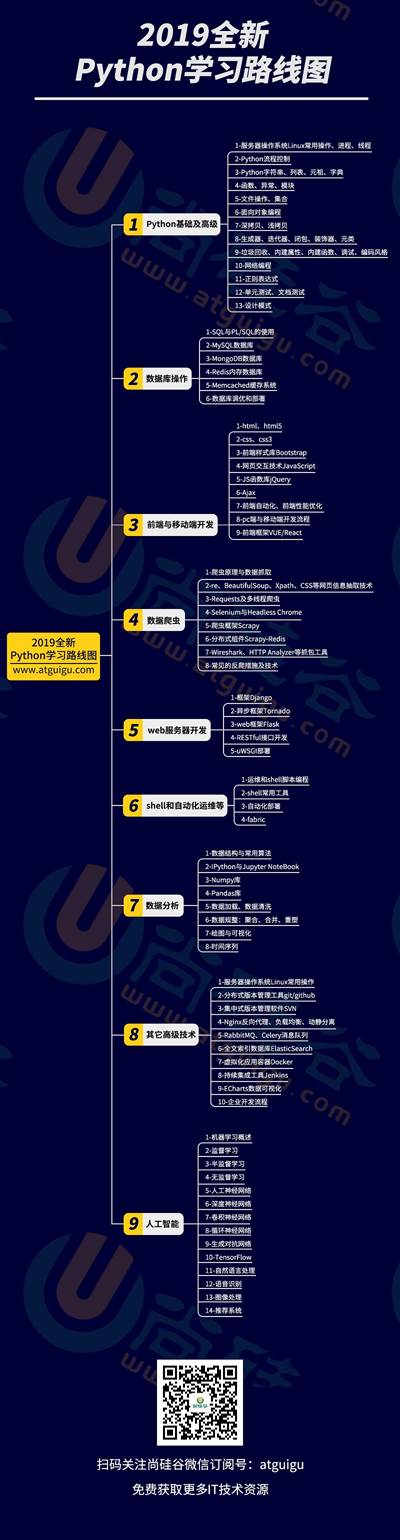 2019全新
Python学习路线图
1-服务器操作系统Linux常用操作、进程、线程
2-Python流程控制
3-Python字符串、列表、元祖、字典
4-函数、异常、模块
5-文件操作、集合
1 Python基础及高级
6-面向对象编程
7-深拷贝、浅拷贝
8-生成器、迭代器、闭包、装饰器、元类
9-垃圾回收、内建属性、内建函数、调试、编码风格
10-网络编程
11-正则表达式
12-单元测试、文档测试
13-设计模式
1-SQL与PL/SQL的使用
2-MySQL数据库
3-MongoDB数据库
2 数据库操作
4-Redis内存数据库
5-Memcached缓存系统
6-数据库调优和部署
1-html、html5
2-css、css3
3-前端样式库Bootstrap
4-网页交互技术JavaScript
5-JS函数库jQuery
6-Ajax
7-前端自动化、前端性能优化
3 前端与移动端开发
8-pc端与移动端开发流程
9-前端框架VUE/React
1-爬虫原理与数据抓取
2-re、BeautifulSoup、Xpath、CSS等网页信息抽取技术
3-Requests及多线程爬虫
4-Selenium与Headless Chrome
4 数据爬虫
5-爬虫框架Scrapy
6-分布式组件Scrapy-Redis
7-Wireshark、HTTP Analyzer等抓包工具
8-常见的反爬措施及技术
2019全新
Python学习路线图
www.atguigu.com
1-框架Django
2-异步框架Tornado
3-web框架Flask
5 web服务器开发
4-RESTful接口开发
5-uWSGI部署
1-运维和shell脚本编程
2-shell常用工具
6 shell和自动化运维等
3-自动化部署
4-fabric
1-数据结构与常用算法
2-IPython与Jupyter NoteBook
3-Numpy库
4-Pandas库
7 数据分析
5-数据加载、数据清洗
6-数据规整：聚合、合并、重塑
7-绘图与可视化
8-时间序列
1-服务器操作系统Linux常用操作
2-分布式版本管理工具git/github
3-集中式版本管理软件SVN
4-Nginx反向代理、负载均衡、动静分离
5-RabbitMQ、Celery消息队列
8 其它高级技术
6-全文索引数据库ElasticSearch
7-虚拟化应用容器Docker
8-持续集成工具Jenkins
9-ECharts数据可视化
10-企业开发流程
1-机器学习概述
2-监督学习
3-半监督学习
4-无监督学习
5-人工神经网络
6-深度神经网络
7-卷积神经网络
9 人工智能
8-循环神经网络
9-生成对抗网络
10-TensorFlow
11-自然语言处理
12-语音识别
13-图像处理
14-推荐系统
扫码关注尚硅谷微信订阅号：atguigu
免费获取更多IT技术资源